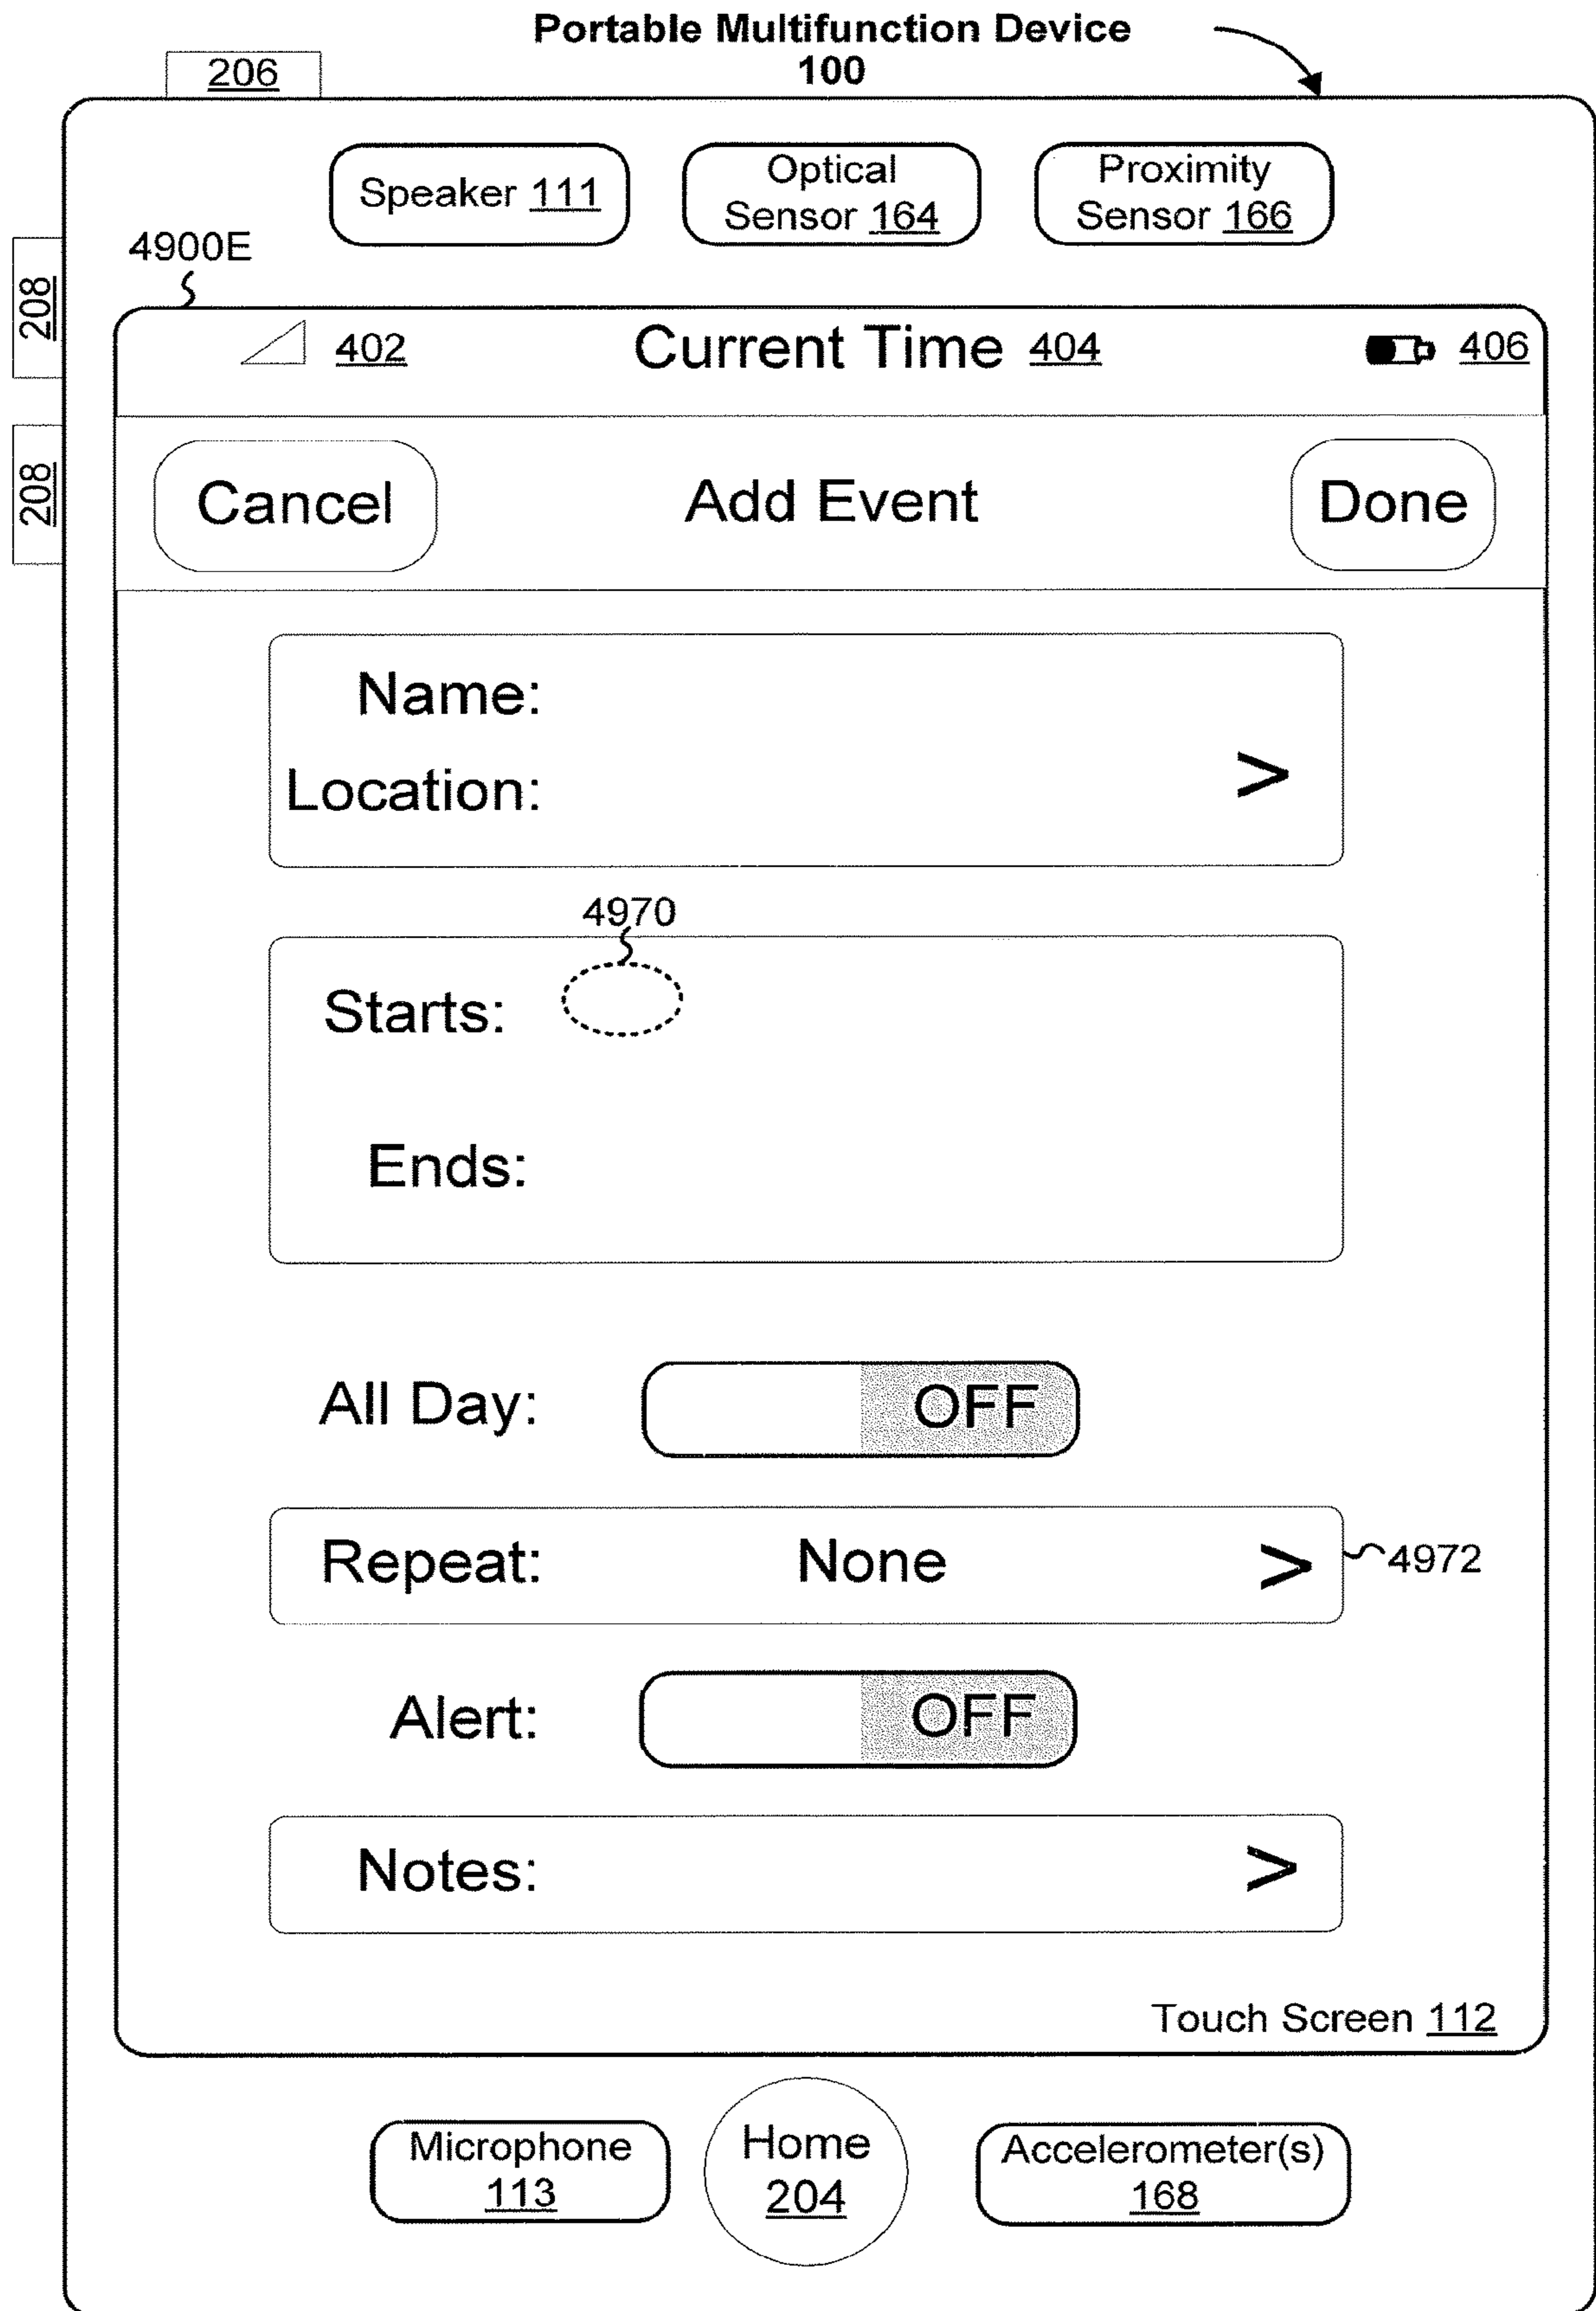 Portable Multifunction Device
100
206
Speaker 111
Optical
Sensor 164
Proximity
Sensor 166
4900E
208
402
Current Time 404
406
208
Cancel
Add Event
Done
Name:
Location:
>
4970
Starts:
Ends:
All Day:
OFF
Repeat:
None
>
4972
Alert:
OFF
Notes:
>
Touch Screen 112
Microphone
113
Home
204
Accelerometer(s)
168